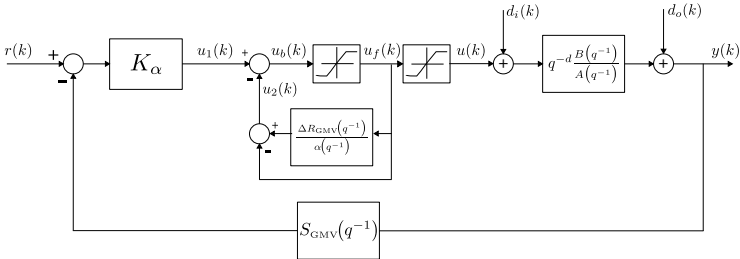 d_i(k)
d_o(k)
r(k)
+
-
K_α
u_1(k)
+
-
u_b(k)
u_f(k)
u(k)
+
q^{-d} B(q^{-1}) / A(q^{-1})
+
y(k)
u_2(k)
+
-
ΔR_GMV(q^{-1}) / α(q^{-1})
S_GMV(q^{-1})